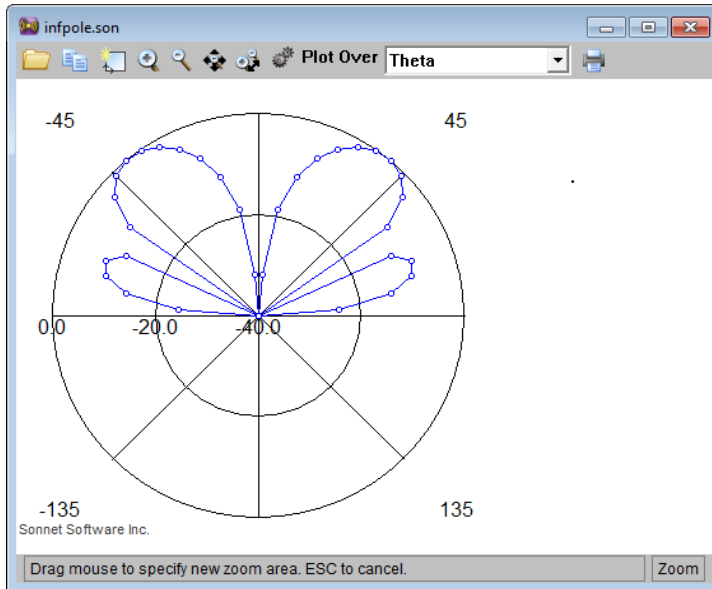 infpole.son
Plot Over Theta
-45 45
0.0 -20.0 -40.0
-135 135
Sonnet Software Inc.
Drag mouse to specify new zoom area. ESC to cancel. Zoom